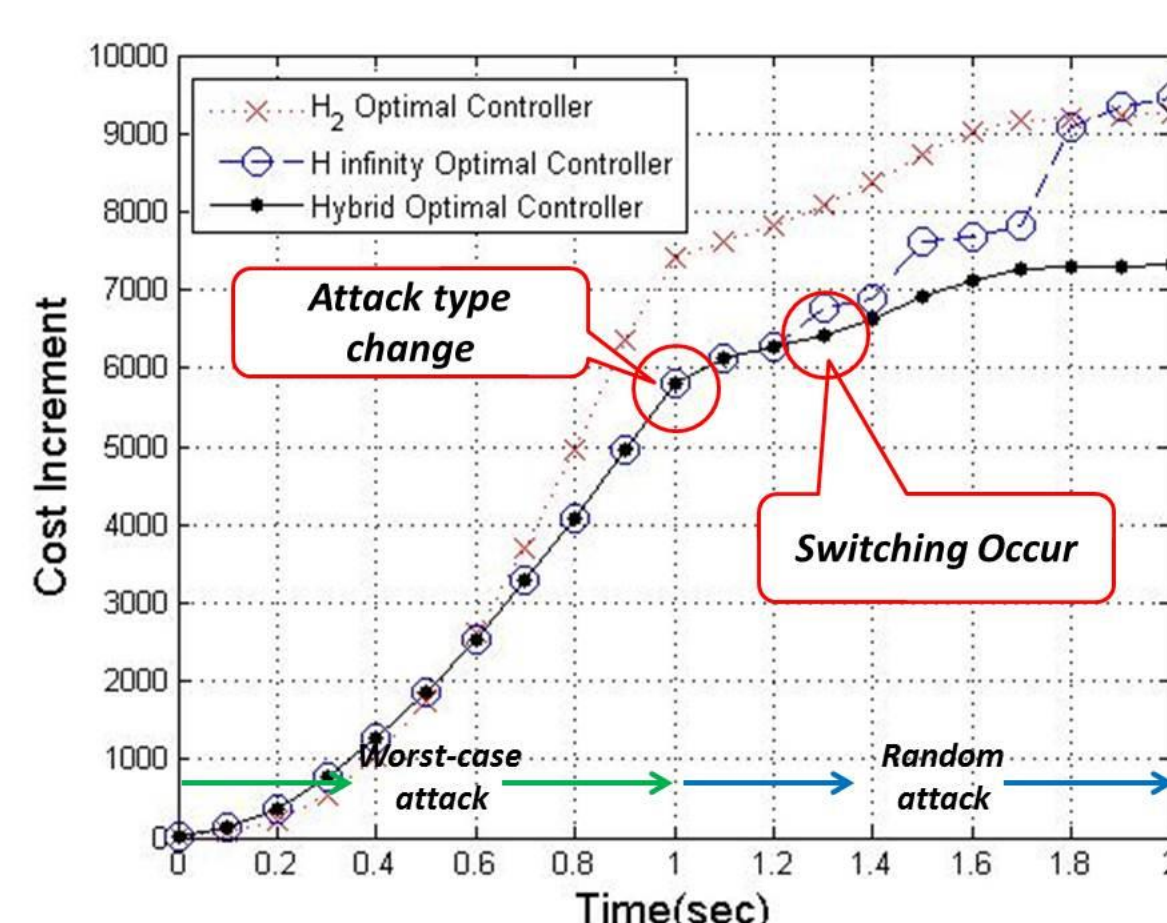 10000
9000
8000
7000
6000
5000
4000
3000
2000
1000
0
Cost Increment
H2 Optimal Controller
H infinity Optimal Controller
Hybrid Optimal Controller
Attack type
change
Switching Occur
Worst-case
attack
Random
attack
0 0.2 0.4 0.6 0.8 1 1.2 1.4 1.6 1.8
Time(sec)